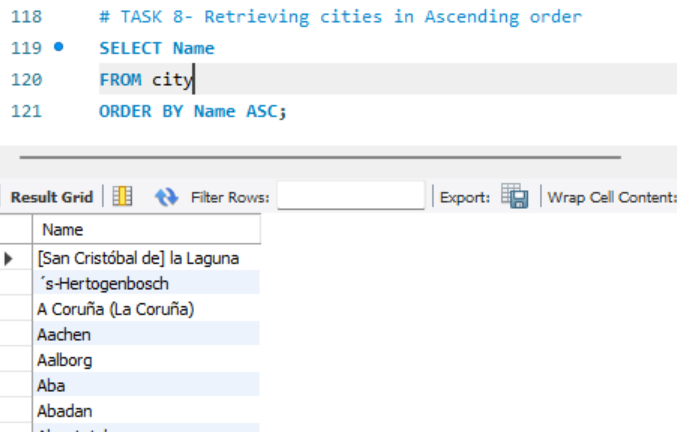 118 # TASK 8- Retrieving cities in Ascending order
119 SELECT Name
120 FROM city
121 ORDER BY Name ASC;
Result Grid Filter Rows: Export: Wrap Cell Content:
Name
[San Cristóbal de] la Laguna
´s-Hertogenbosch
A Coruña (La Coruña)
Aachen
Aalborg
Aba
Abadan